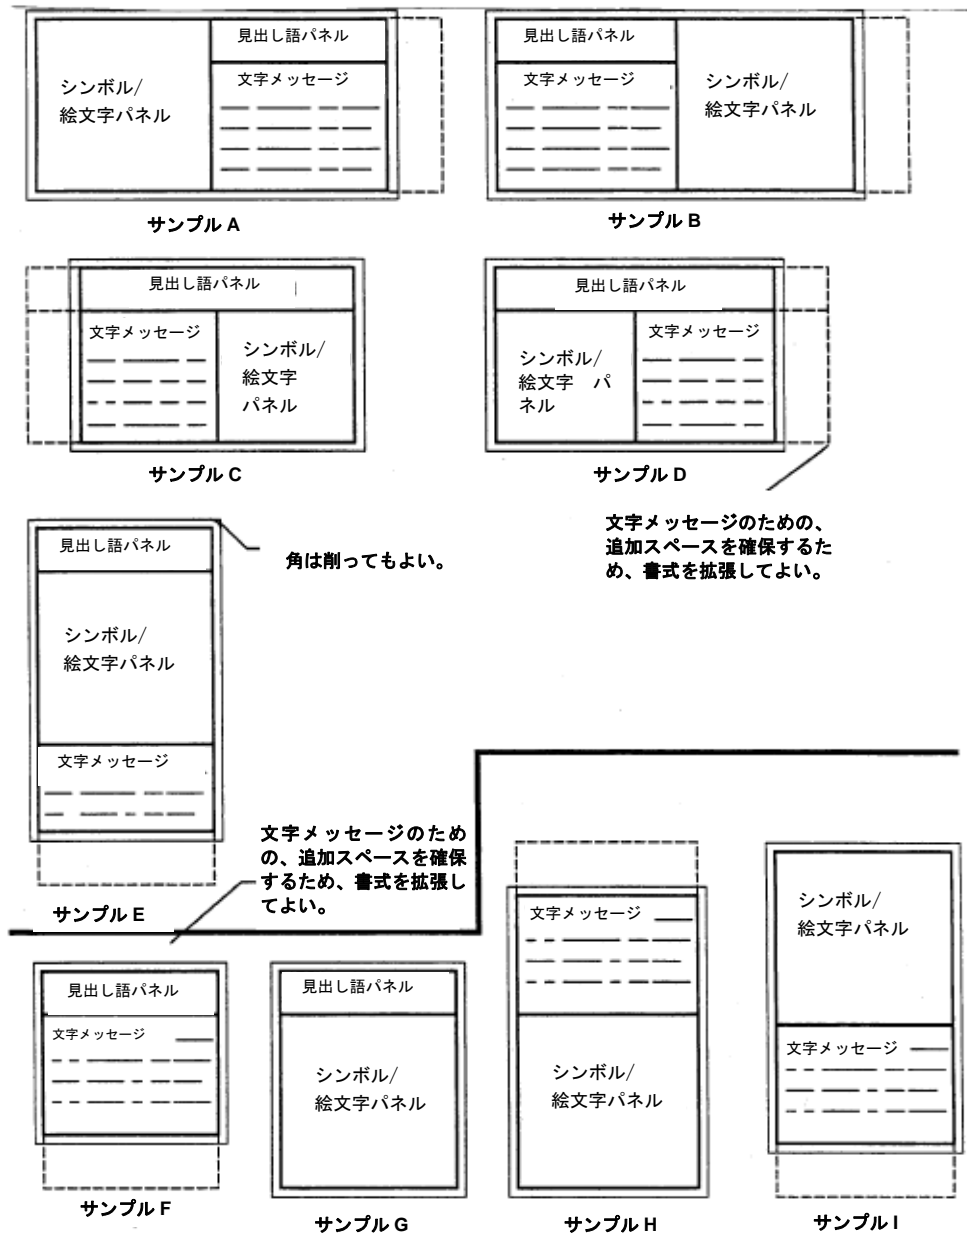 見出し語パネル
シンボル/
絵文字パネル
文字メッセージ
サンプル A
見出し語パネル
文字メッセージ
シンボル/
絵文字パネル
サンプル B
見出し語パネル
文字メッセージ
シンボル/
絵文字
パネル
サンプル C
見出し語パネル
シンボル/
絵文字 パ
ネル
文字メッセージ
サンプル D
文字メッセージのための、
追加スペースを確保するた
め、書式を拡張してよい。
見出し語パネル
シンボル/
絵文字パネル
文字メッセージ
サンプル E
角は削ってもよい。
文字メッセージのため
の、追加スペースを確保
するため、書式を拡張し
てよい。
見出し語パネル
文字メッセージ
サンプル F
見出し語パネル
シンボル/
絵文字パネル
サンプル G
文字メッセージ
シンボル/
絵文字パネル
サンプル H
シンボル/
絵文字パネル
文字メッセージ
サンプル I